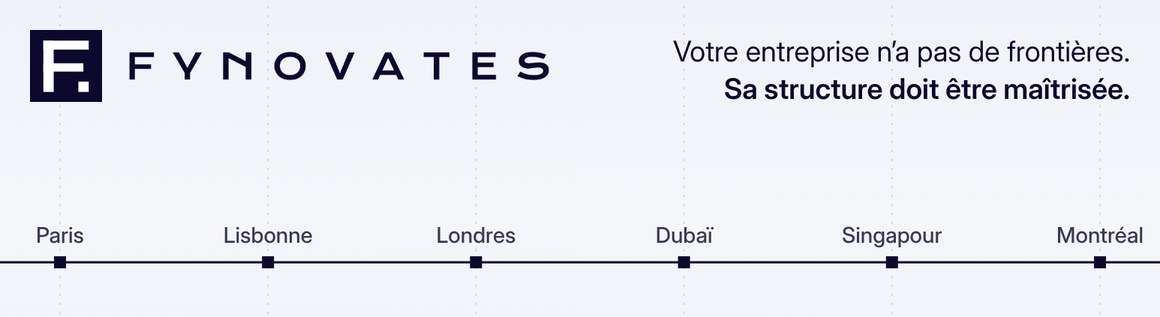 F.
FYNOVATES
Votre entreprise n’a pas de frontières.
Sa structure doit être maîtrisée.
Paris
Lisbonne
Londres
Dubaï
Singapour
Montréal